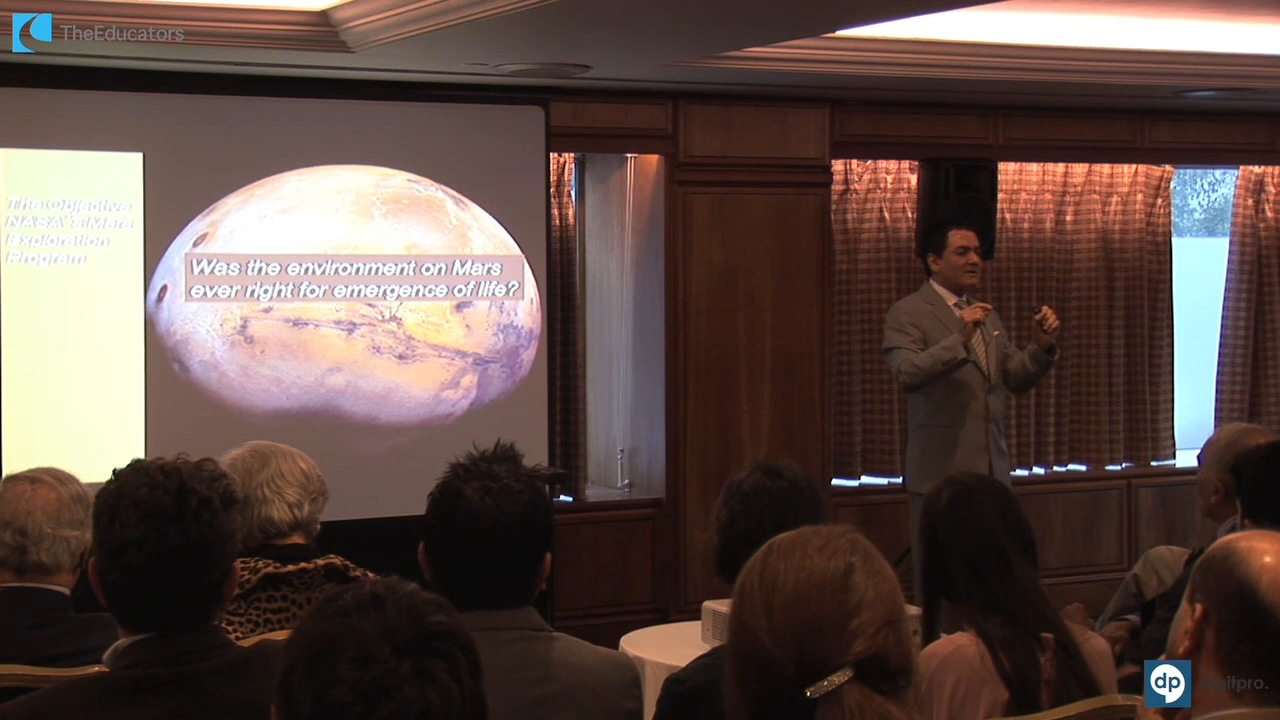 TheEducators
The Objective
NASA's Mars
Exploration
Program
Was the environment on Mars
ever right for emergence of life?
dp digitpro.